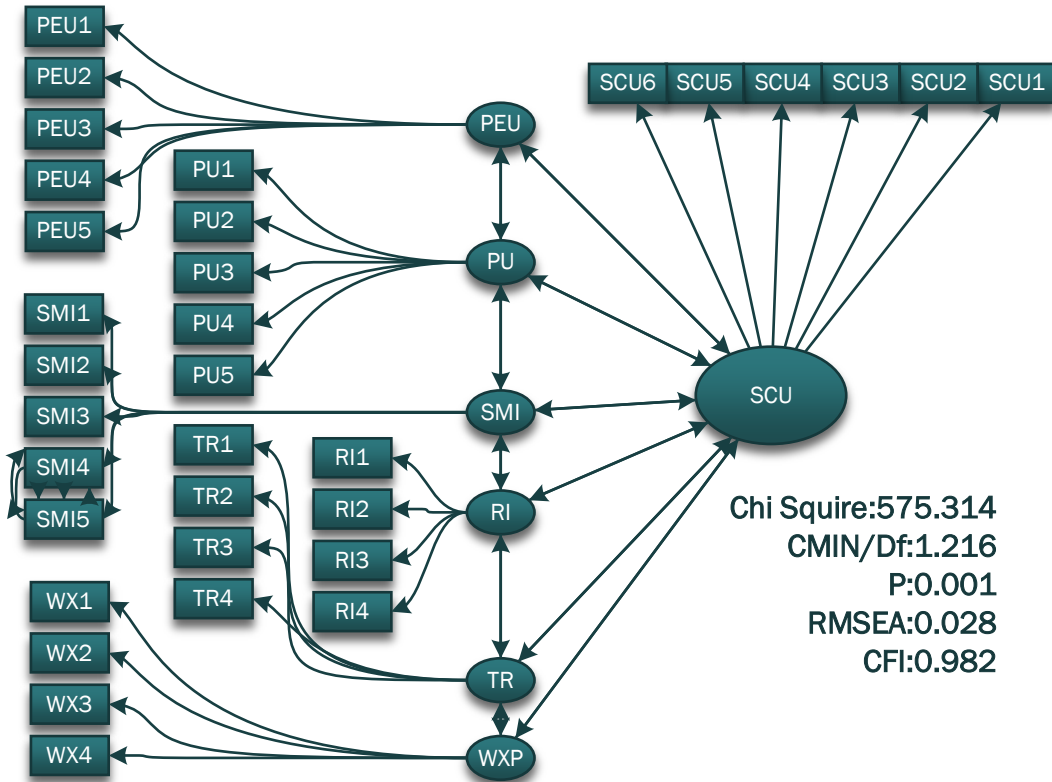 PEU1
PEU2
PEU3
PEU4
PEU5
PEU
SCU6 SCU5 SCU4 SCU3 SCU2 SCU1
PU1
PU2
PU3
PU4
PU5
PU
SMI1
SMI2
SMI3
SMI4
SMI5
SMI
SCU
TR1
TR2
TR3
TR4
RI1
RI2
RI3
RI4
RI
TR
WX1
WX2
WX3
WX4
WXP
Chi Squire:575.314
CMIN/Df:1.216
P:0.001
RMSEA:0.028
CFI:0.982